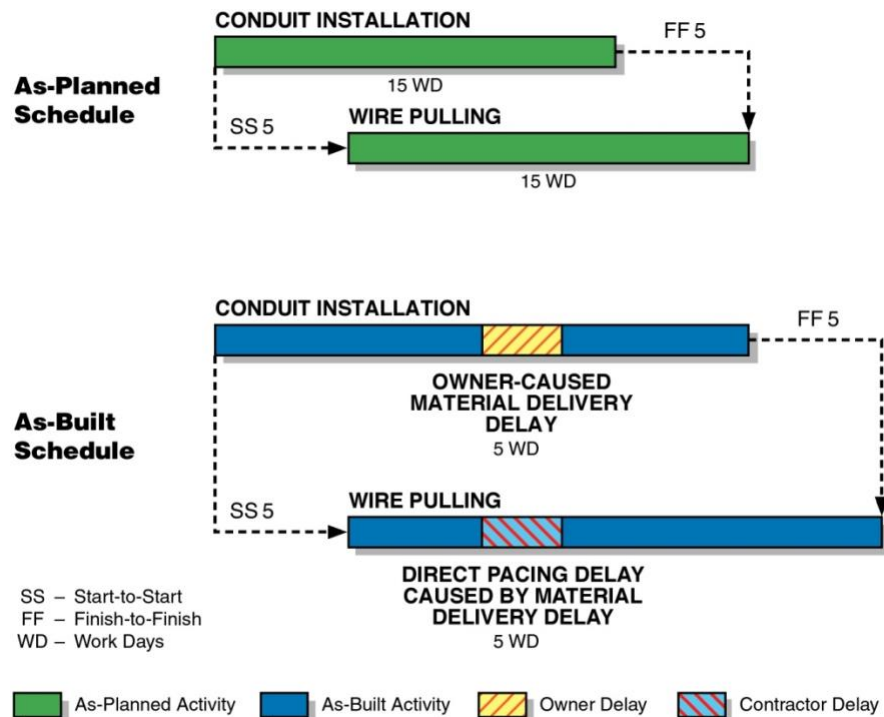 CONDUIT INSTALLATION
FF 5
As-Planned
Schedule
15 WD
WIRE PULLING
SS 5
15 WD
CONDUIT INSTALLATION
FF 5
OWNER-CAUSED
MATERIAL DELIVERY
DELAY
5 WD
As-Built
Schedule
WIRE PULLING
SS 5
DIRECT PACING DELAY
CAUSED BY MATERIAL
DELIVERY DELAY
5 WD
SS – Start-to-Start
FF – Finish-to-Finish
WD – Work Days
As-Planned Activity
As-Built Activity
Owner Delay
Contractor Delay